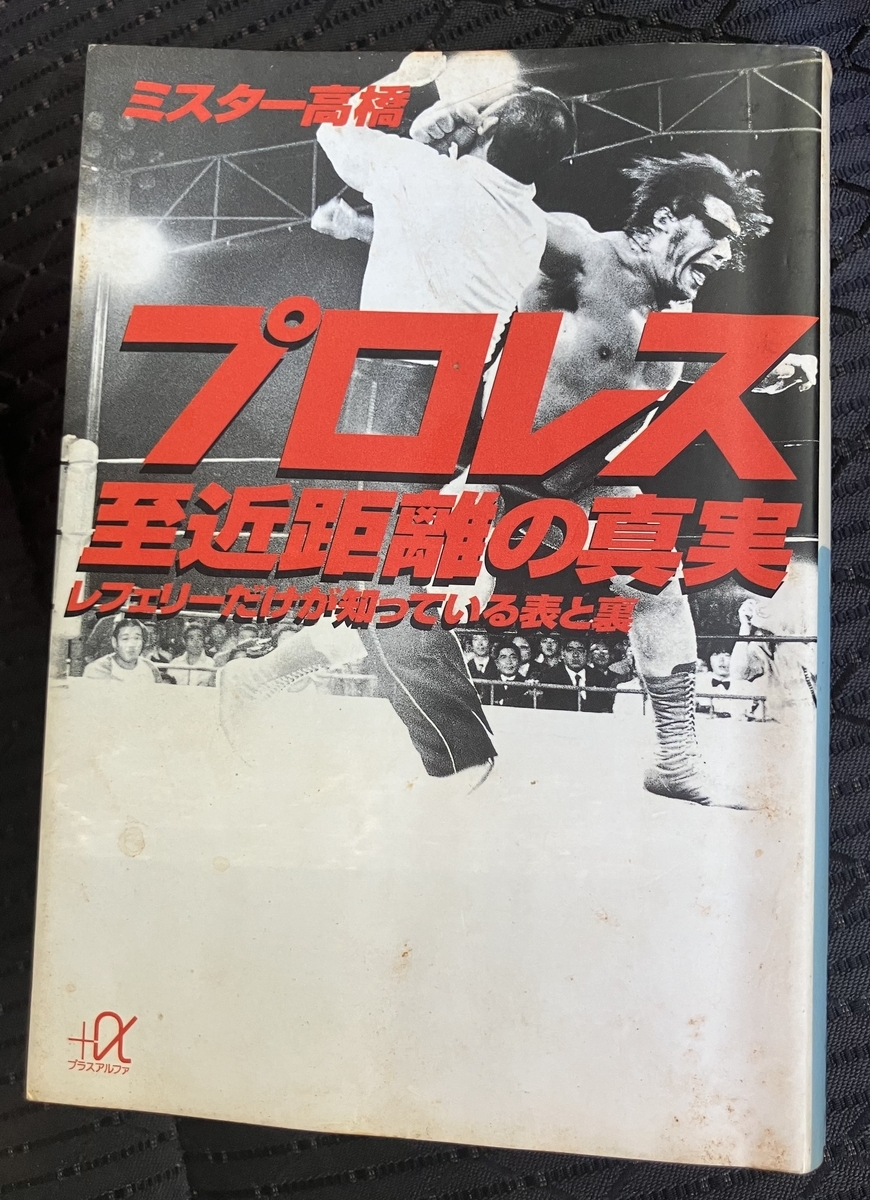 ミスター高橋
プロレス
至近距離の真実
レフェリーだけが知っている表と裏
+α
プラスアルファ